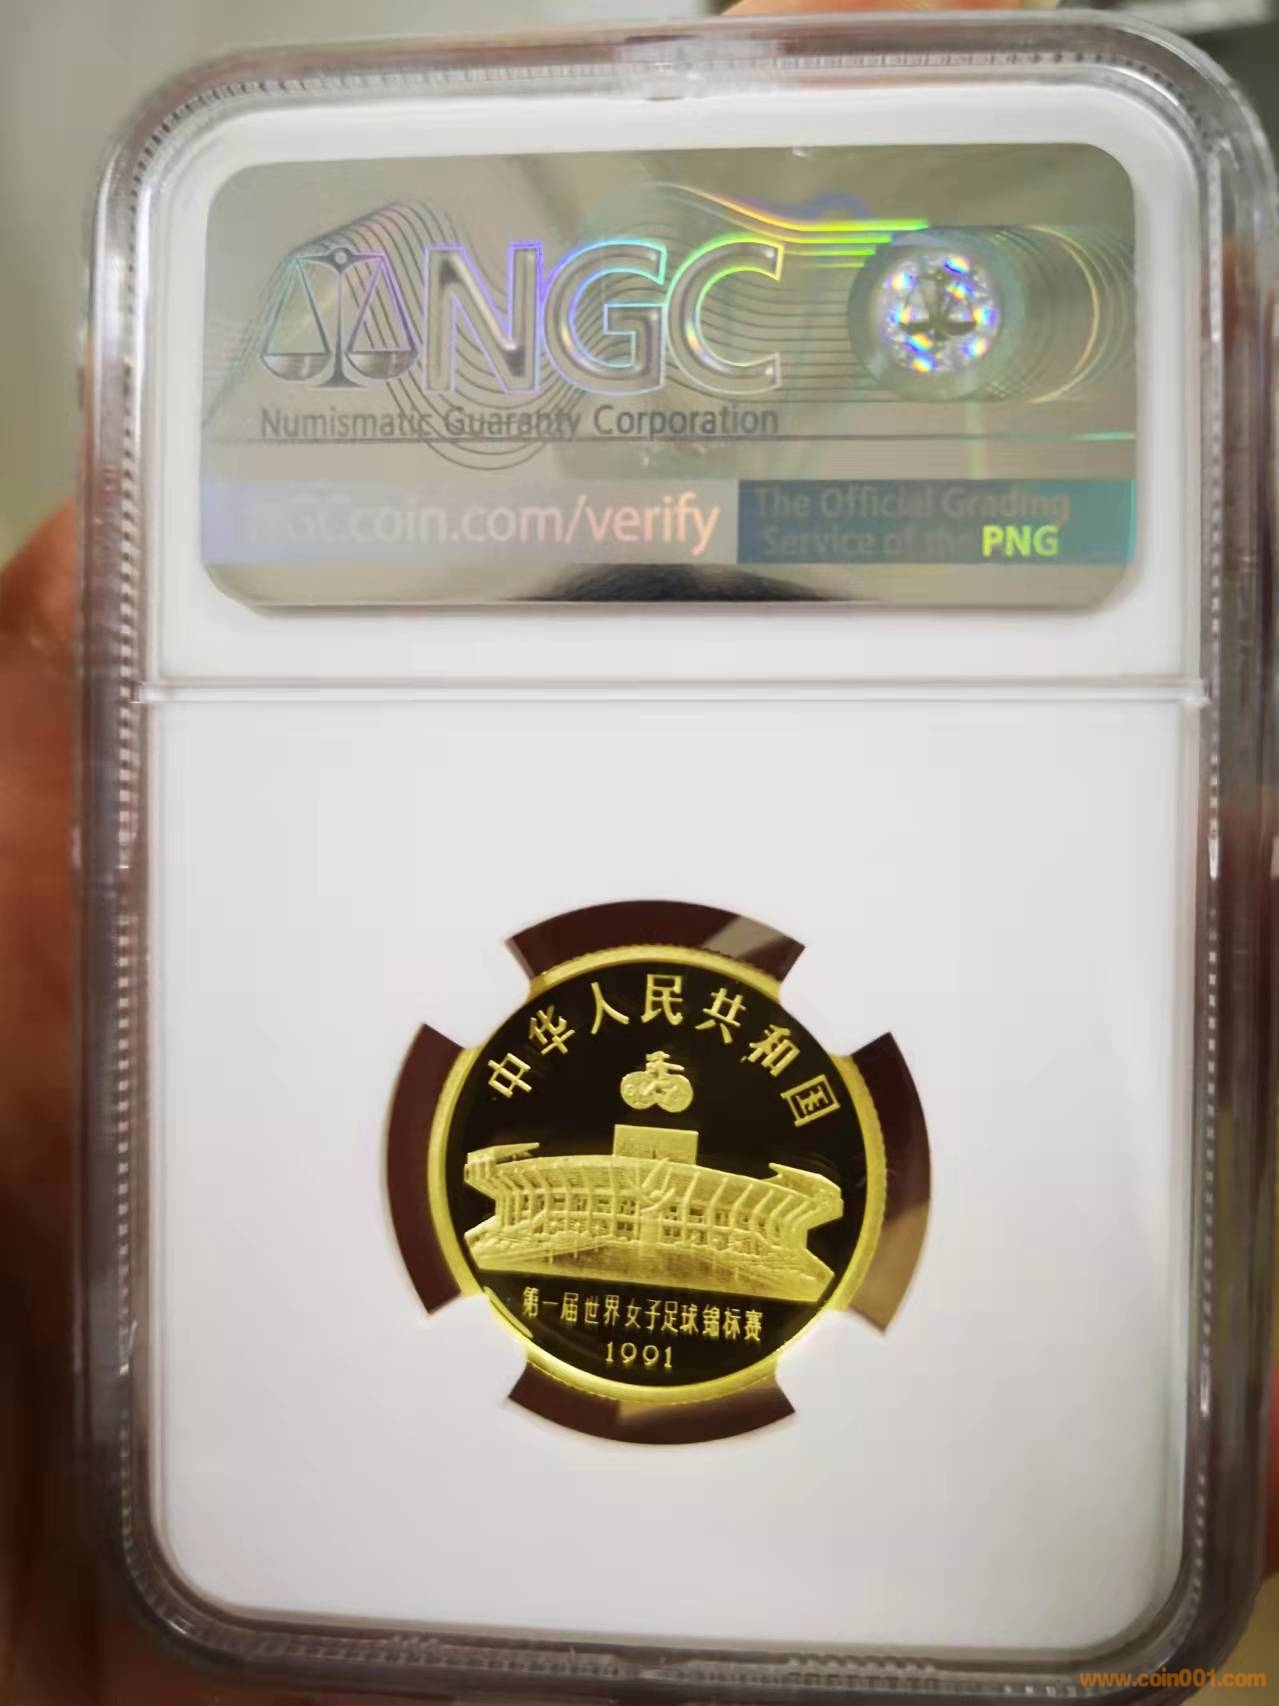 NGC
Numismatic Guaranty Corporation
NGCcoin.com/verify
The Official Grading
Service of the PNG
中华人民共和国
第一届世界女子足球锦标赛
1991
www.coin001.com